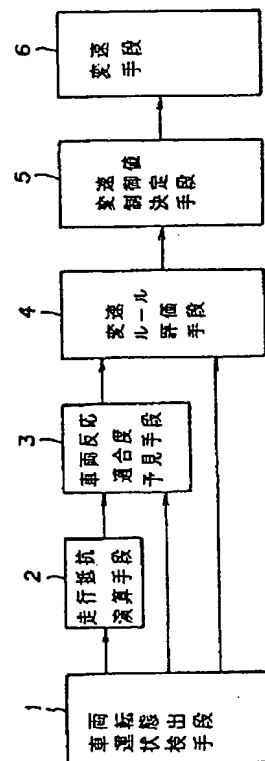 1
車両
運転
状態
検出
手段
2
走行抵抗
演算手段
3
車両反応
適合度
予見手段
4
変速
ルール
評価
手段
5
変速
制御値
決定
手段
6
変速
手段